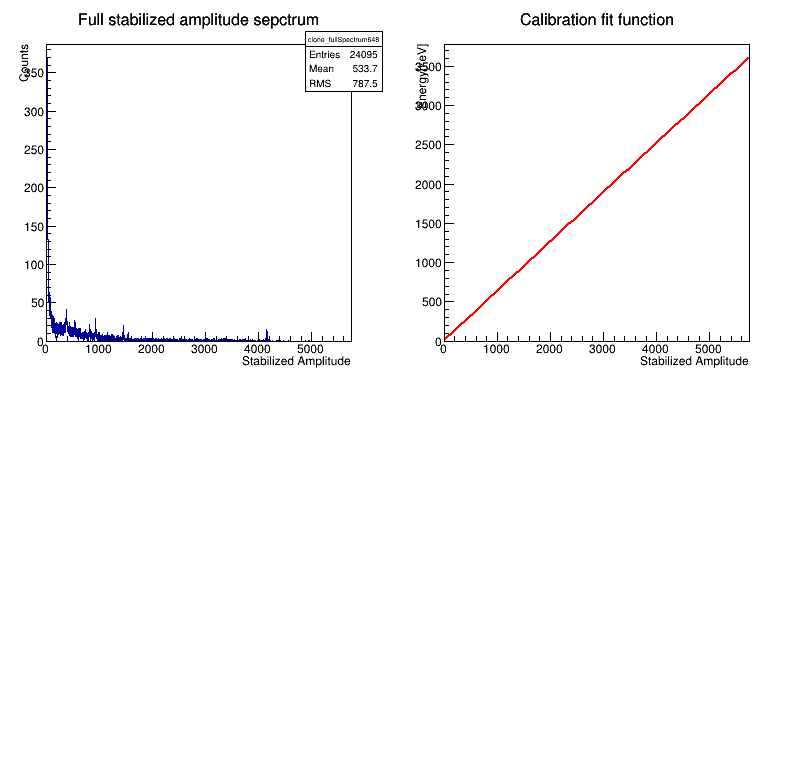 Full stabilized amplitude sepctrum
clone_fullSpectrum648
Entries 24095
Mean 533.7
RMS 787.5
Counts
350
300
250
200
150
100
50
0
0 1000 2000 3000 4000 5000
Stabilized Amplitude
Calibration fit function
Energy[keV]
3500
3000
2500
2000
1500
1000
500
0
0 1000 2000 3000 4000 5000
Stabilized Amplitude